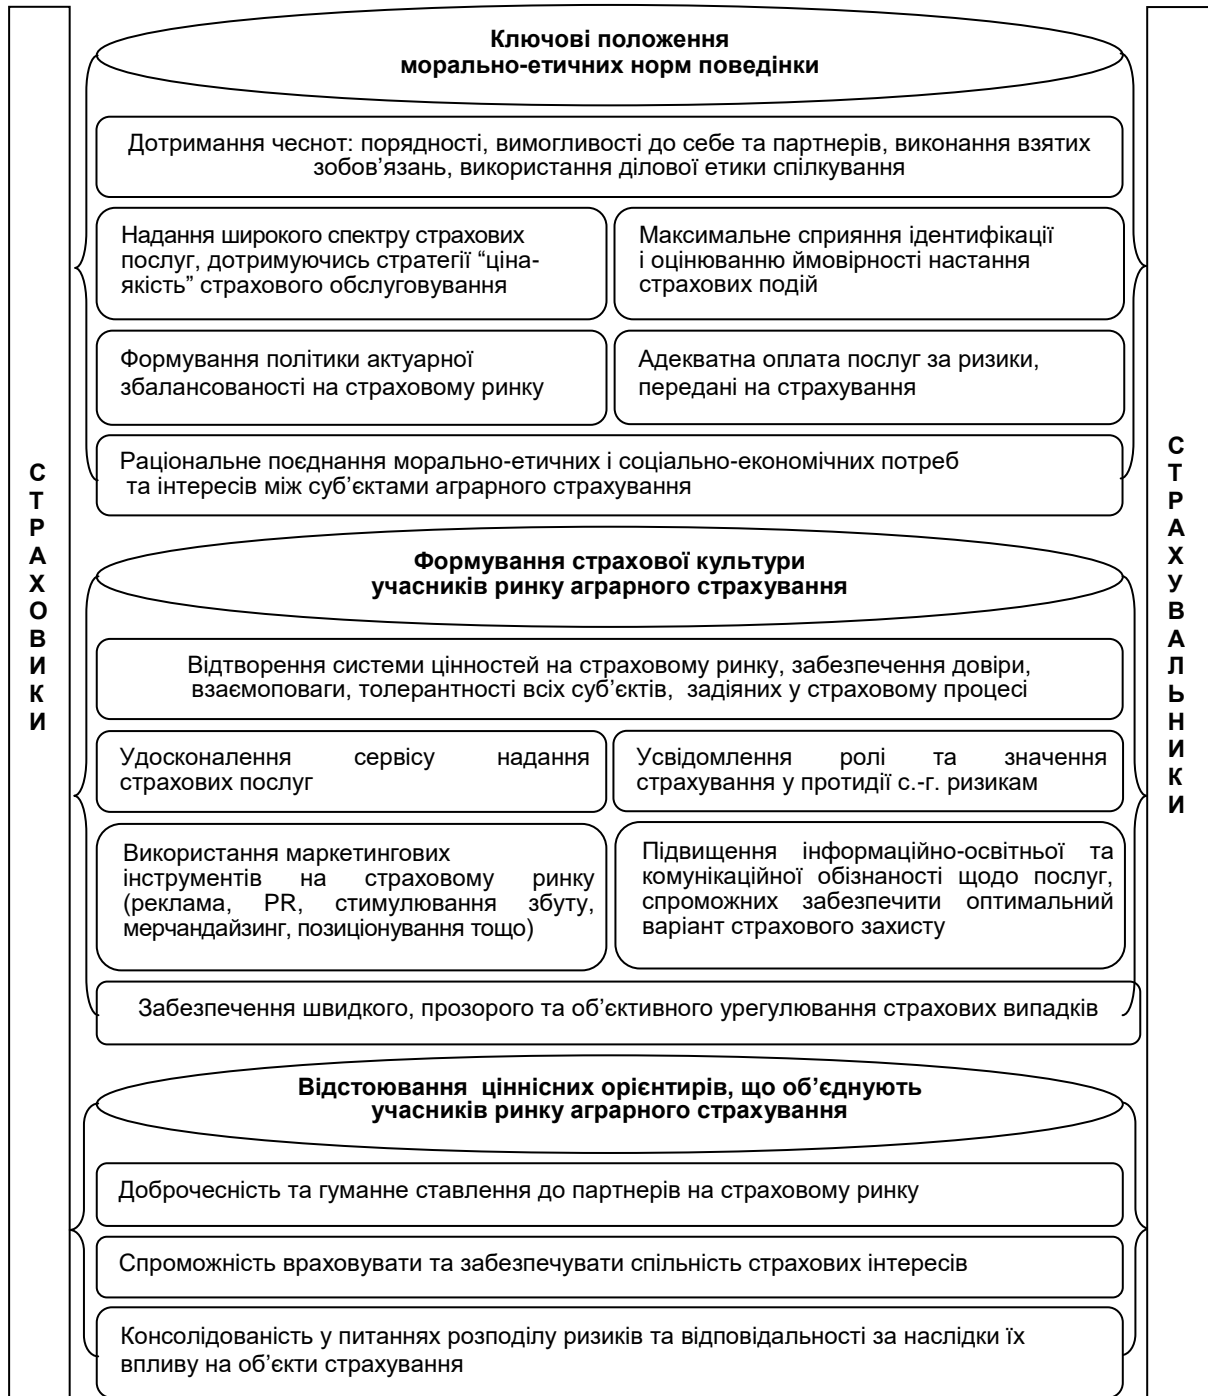 Ключові положення
морально-етичних норм поведінки
Дотримання чеснот: порядності, вимогливості до себе та партнерів, виконання взятих
зобов’язань, використання ділової етики спілкування
Надання широкого спектру страхових
послуг, дотримуючись стратегії “ціна-
якість” страхового обслуговування
Максимальне сприяння ідентифікації
і оцінюванню ймовірності настання
страхових подій
Формування політики актуарної
збалансованості на страховому ринку
Адекватна оплата послуг за ризики,
передані на страхування
Раціональне поєднання морально-етичних і соціально-економічних потреб
та інтересів між суб’єктами аграрного страхування
Формування страхової культури
учасників ринку аграрного страхування
Відтворення системи цінностей на страховому ринку, забезпечення довіри,
взаємоповаги, толерантності всіх суб’єктів, задіяних у страховому процесі
Удосконалення сервісу надання
страхових послуг
Усвідомлення ролі та значення
страхування у протидії с.-г. ризикам
Використання маркетингових
інструментів на страховому ринку
(реклама, PR, стимулювання збуту,
мерчандайзинг, позиціонування тощо)
Підвищення інформаційно-освітньої та
комунікаційної обізнаності щодо послуг,
спроможних забезпечити оптимальний
варіант страхового захисту
Забезпечення швидкого, прозорого та об’єктивного урегулювання страхових випадків
Відстоювання ціннісних орієнтирів, що об’єднують
учасників ринку аграрного страхування
Доброчесність та гуманне ставлення до партнерів на страховому ринку
Спроможність враховувати та забезпечувати спільність страхових інтересів
Консолідованість у питаннях розподілу ризиків та відповідальності за наслідки їх
впливу на об’єкти страхування
СТРАХОВИКИ
СТРАХУВАЛЬНИКИ